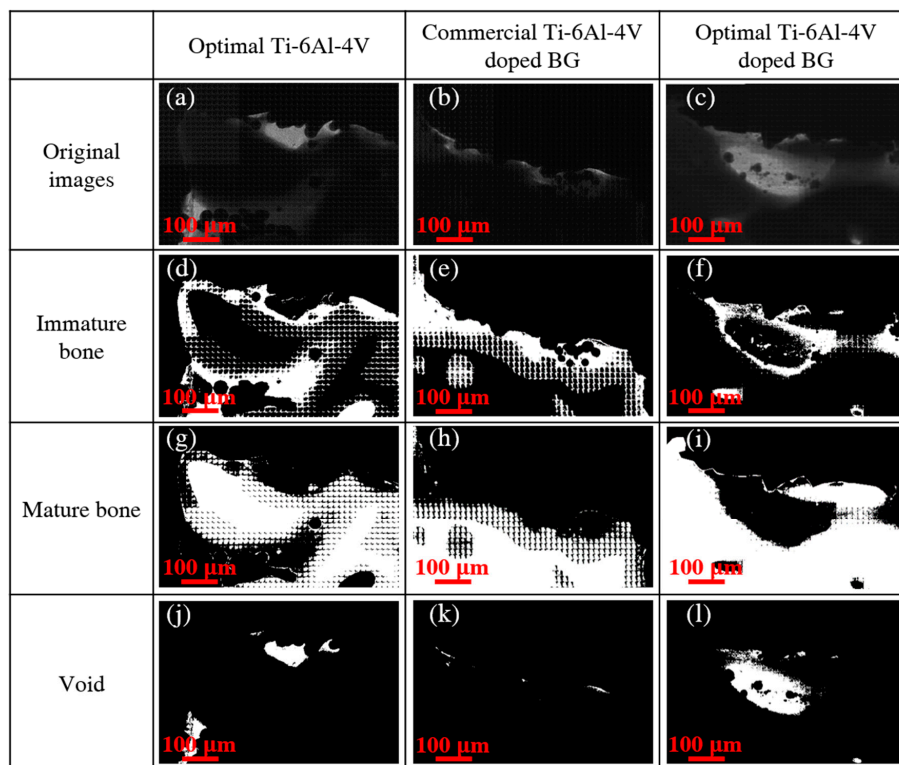 Optimal Ti-6Al-4V
Commercial Ti-6Al-4V
doped BG
Optimal Ti-6Al-4V
doped BG
Original
images
(a)
100 μm
(b)
100 μm
(c)
100 μm
Immature
bone
(d)
100 μm
(e)
100 μm
(f)
100 μm
Mature bone
(g)
100 μm
(h)
100 μm
(i)
100 μm
Void
(j)
100 μm
(k)
100 μm
(l)
100 μm